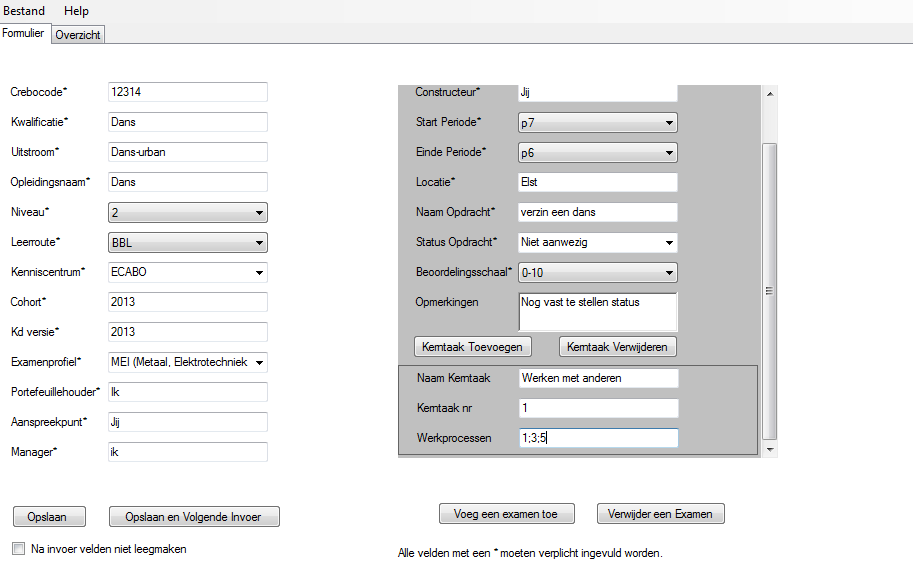 Bestand Help
Formulier Overzicht
Crebocode* 12314
Kwalificatie* Dans
Uitstroom* Dans-urban
Opleidingsnaam* Dans
Niveau* 2
Leerroute* BBL
Kenniscentrum* ECABO
Cohort* 2013
Kd versie* 2013
Examenprofiel* MEI (Metaal, Elektrotechniek
Portefeuillehouder* Ik
Aanspreekpunt* Jij
Manager* ik
Opslaan Opslaan en Volgende Invoer
Na invoer velden niet leegmaken
Constructeur* Jij
Start Periode* p7
Einde Periode* p6
Locatie* Elst
Naam Opdracht* verzin een dans
Status Opdracht* Niet aanwezig
Beoordelingsschaal* 0-10
Opmerkingen Nog vast te stellen status
Kerntaak Toevoegen Kerntaak Verwijderen
Naam Kerntaak Werken met anderen
Kerntaak nr 1
Werkprocessen 1;3;5
Voeg een examen toe Verwijder een Examen
Alle velden met een * moeten verplicht ingevuld worden.